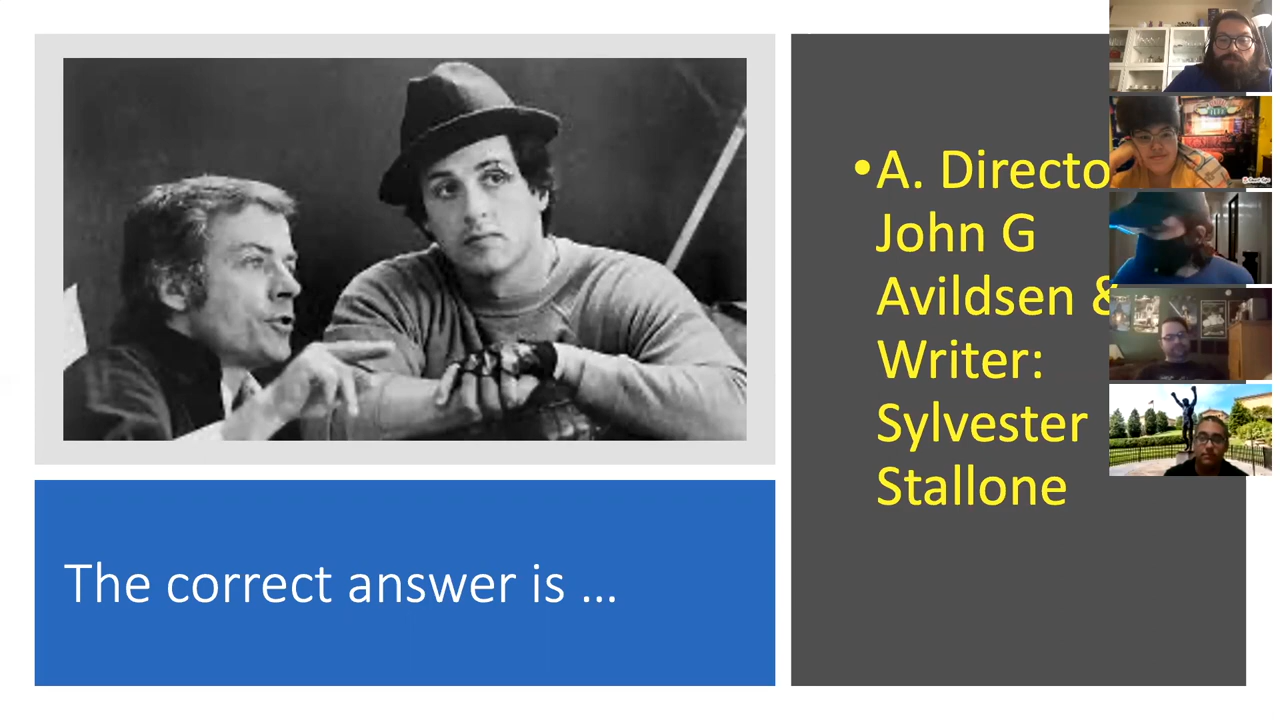 •A. Directo
John G
Avildsen &
Writer:
Sylvester
Stallone
The correct answer is ...